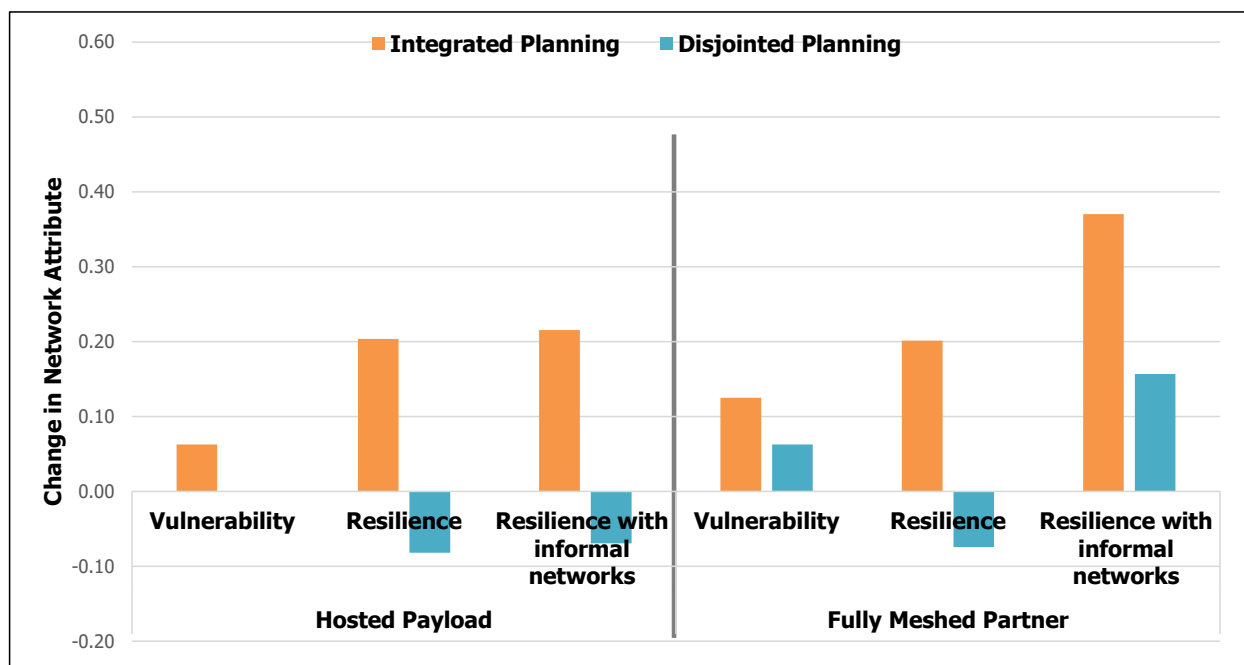 Integrated Planning
Disjointed Planning
Change in Network Attribute
0.60
0.50
0.40
0.30
0.20
0.10
0.00
-0.10
-0.20
Vulnerability
Resilience
Resilience with
informal
networks
Vulnerability
Resilience
Resilience with
informal
networks
Hosted Payload
Fully Meshed Partner